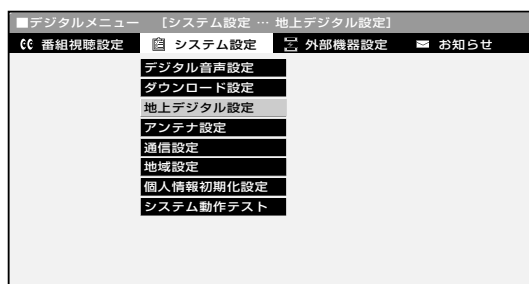 ■デジタルメニュー　［システム設定 … 地上デジタル設定］
番組視聴設定　システム設定　外部機器設定　お知らせ
デジタル音声設定
ダウンロード設定
地上デジタル設定
アンテナ設定
通信設定
地域設定
個人情報初期化設定
システム動作テスト